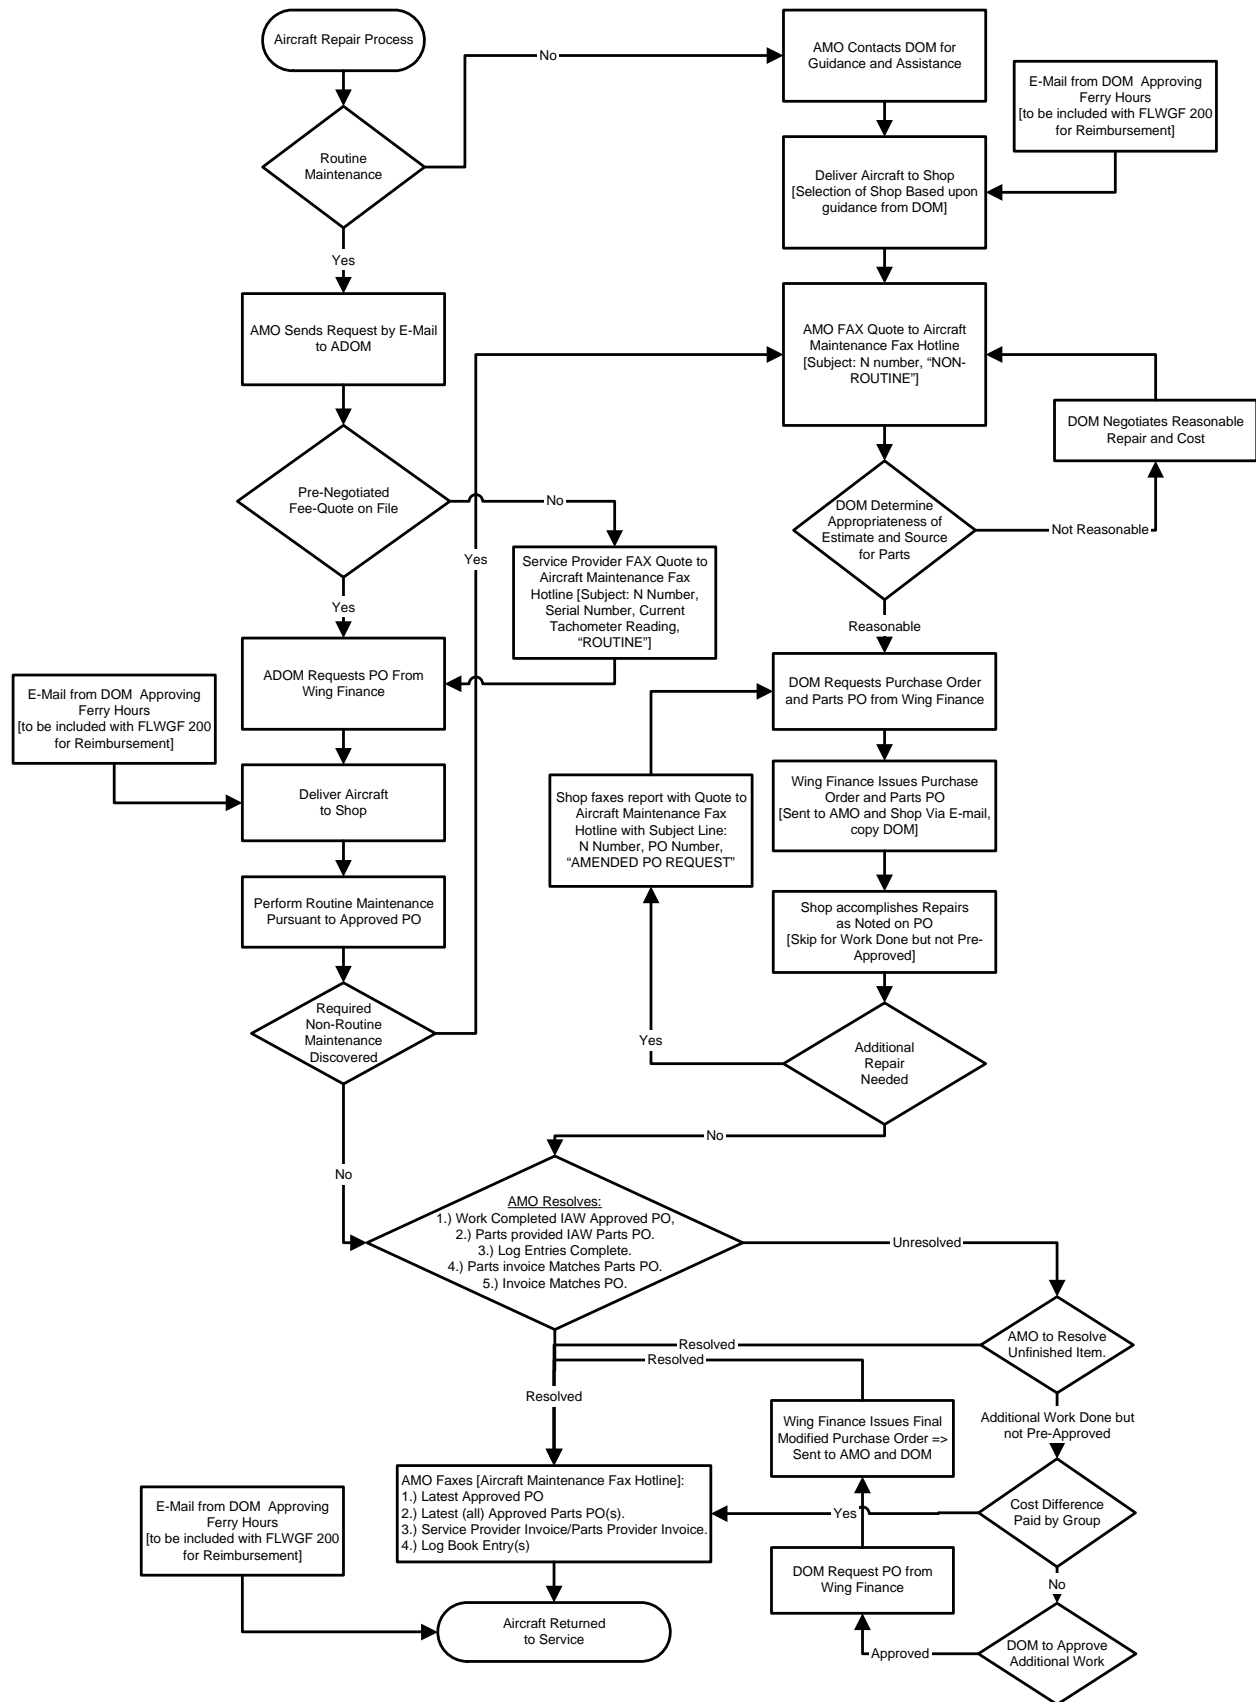 Aircraft Repair Process
No
AMO Contacts DOM for
Guidance and Assistance
E-Mail from DOM  Approving
Ferry Hours
[to be included with FLWGF 200
for Reimbursement]
Routine
Maintenance
Deliver Aircraft to Shop
[Selection of Shop Based upon
guidance from DOM]
Yes
AMO Sends Request by E-Mail
to ADOM
AMO FAX Quote to Aircraft
Maintenance Fax Hotline
[Subject: N number, “NON-
ROUTINE”]
DOM Negotiates Reasonable
Repair and Cost
Pre-Negotiated
Fee-Quote on File
No
DOM Determine
Appropriateness of
Estimate and Source
for Parts
Not Reasonable
Yes
Service Provider FAX Quote to
Aircraft Maintenance Fax
Hotline [Subject: N Number,
Serial Number, Current
Tachometer Reading,
“ROUTINE”]
Yes
Reasonable
ADOM Requests PO From
Wing Finance
E-Mail from DOM  Approving
Ferry Hours
[to be included with FLWGF 200
for Reimbursement]
DOM Requests Purchase Order
and Parts PO from Wing Finance
Deliver Aircraft
to Shop
Shop faxes report with Quote to
Aircraft Maintenance Fax
Hotline with Subject Line:
N Number, PO Number,
“AMENDED PO REQUEST”
Wing Finance Issues Purchase
Order and Parts PO
[Sent to AMO and Shop Via E-mail,
copy DOM]
Perform Routine Maintenance
Pursuant to Approved PO
Shop accomplishes Repairs
as Noted on PO
[Skip for Work Done but not Pre-
Approved]
Required
Non-Routine
Maintenance
Discovered
Yes
Additional
Repair
Needed
No
No
AMO Resolves:
1.) Work Completed IAW Approved PO,
2.) Parts provided IAW Parts PO.
3.) Log Entries Complete.
4.) Parts invoice Matches Parts PO.
5.) Invoice Matches PO.
Unresolved
Resolved
Resolved
AMO to Resolve
Unfinished Item.
Resolved
Wing Finance Issues Final
Modified Purchase Order =>
Sent to AMO and DOM
Additional Work Done but
not Pre-Approved
AMO Faxes [Aircraft Maintenance Fax Hotline]:
1.) Latest Approved PO
2.) Latest (all) Approved Parts PO(s).
3.) Service Provider Invoice/Parts Provider Invoice.
4.) Log Book Entry(s)
Yes
Cost Difference
Paid by Group
E-Mail from DOM  Approving
Ferry Hours
[to be included with FLWGF 200
for Reimbursement]
DOM Request PO from
Wing Finance
No
Aircraft Returned
to Service
Approved
DOM to Approve
Additional Work